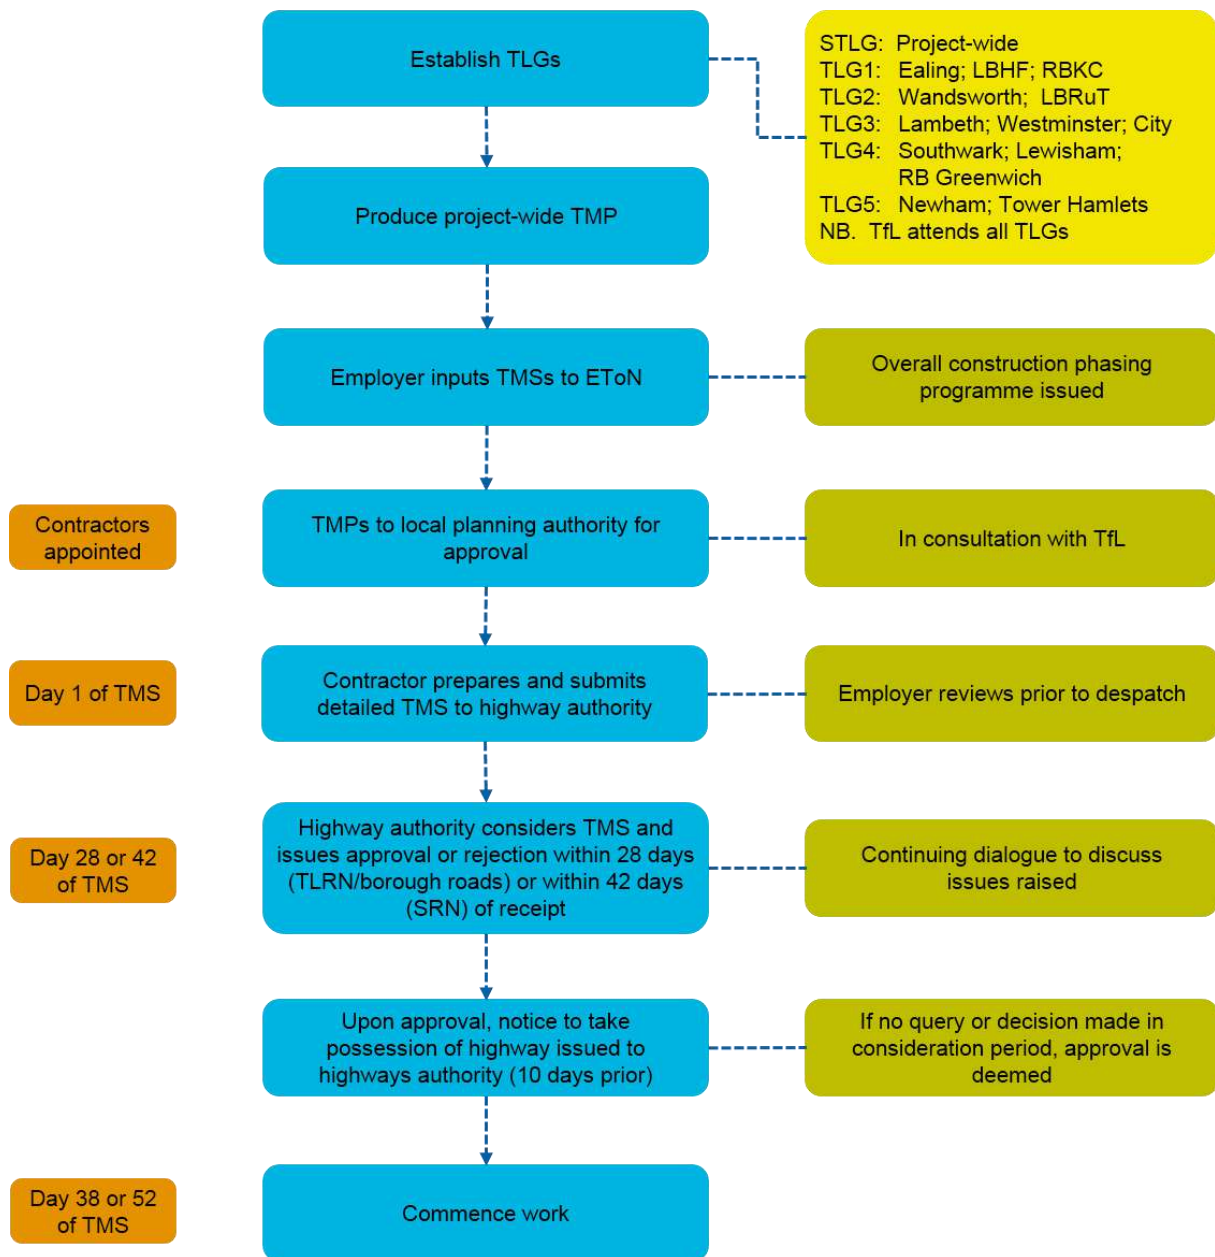 Establish TLGs
STLG: Project-wide
TLG1: Ealing; LBHF; RBKC
TLG2: Wandsworth; LBRuT
TLG3: Lambeth; Westminster; City
TLG4: Southwark; Lewisham;
RB Greenwich
TLG5: Newham; Tower Hamlets
NB. TfL attends all TLGs
Produce project-wide TMP
Employer inputs TMSs to EToN
Overall construction phasing
programme issued
Contractors
appointed
TMPs to local planning authority for
approval
In consultation with TfL
Day 1 of TMS
Contractor prepares and submits
detailed TMS to highway authority
Employer reviews prior to despatch
Day 28 or 42
of TMS
Highway authority considers TMS and
issues approval or rejection within 28 days
(TLRN/borough roads) or within 42 days
(SRN) of receipt
Continuing dialogue to discuss
issues raised
Upon approval, notice to take
possession of highway issued to
highways authority (10 days prior)
If no query or decision made in
consideration period, approval is
deemed
Day 38 or 52
of TMS
Commence work